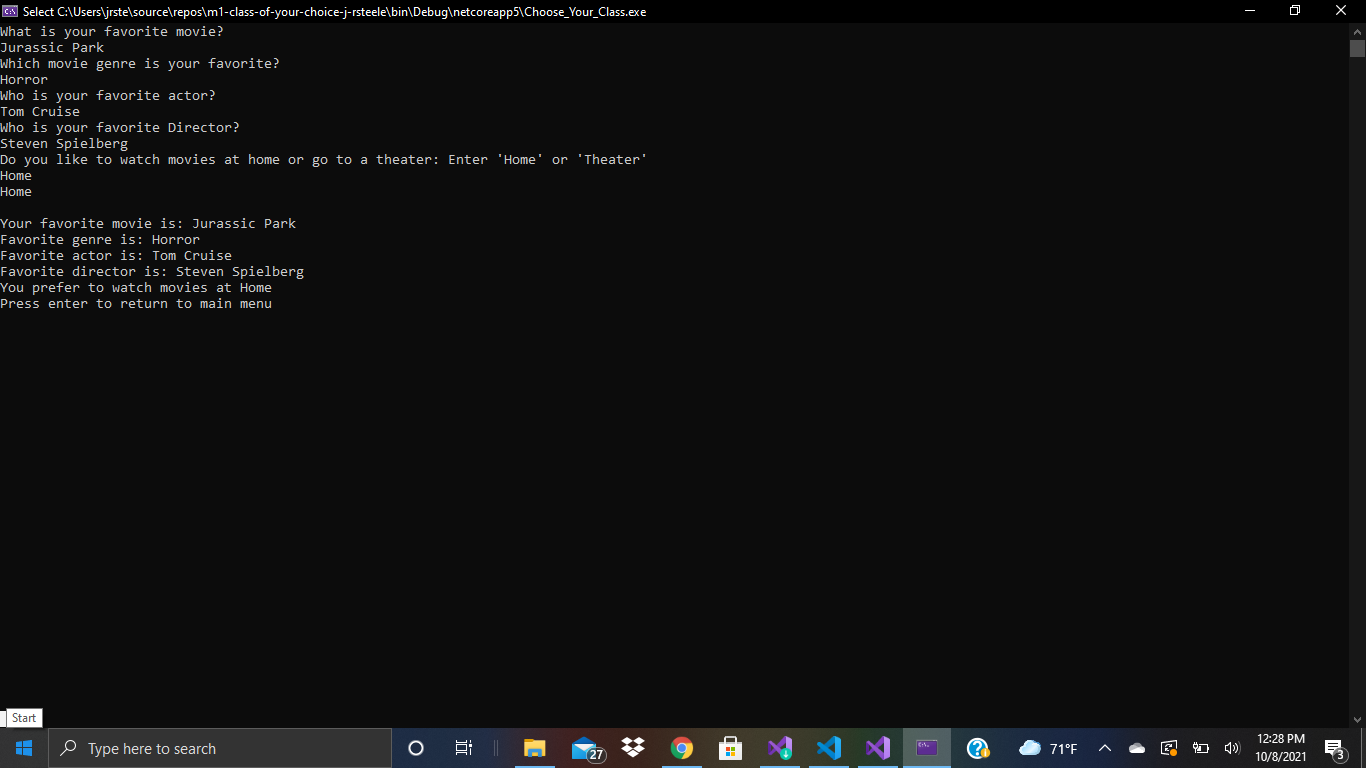 Select C:\Users\jrste\source\repos\m1-class-of-your-choice-j-rsteele\bin\Debug\netcoreapp5\Choose_Your_Class.exe
What is your favorite movie?
Jurassic Park
Which movie genre is your favorite?
Horror
Who is your favorite actor?
Tom Cruise
Who is your favorite Director?
Steven Spielberg
Do you like to watch movies at home or go to a theater: Enter 'Home' or 'Theater'
Home
Home
Your favorite movie is: Jurassic Park
Favorite genre is: Horror
Favorite actor is: Tom Cruise
Favorite director is: Steven Spielberg
You prefer to watch movies at Home
Press enter to return to main menu
Start
Type here to search
27
71°F
12:28 PM
10/8/2021
3